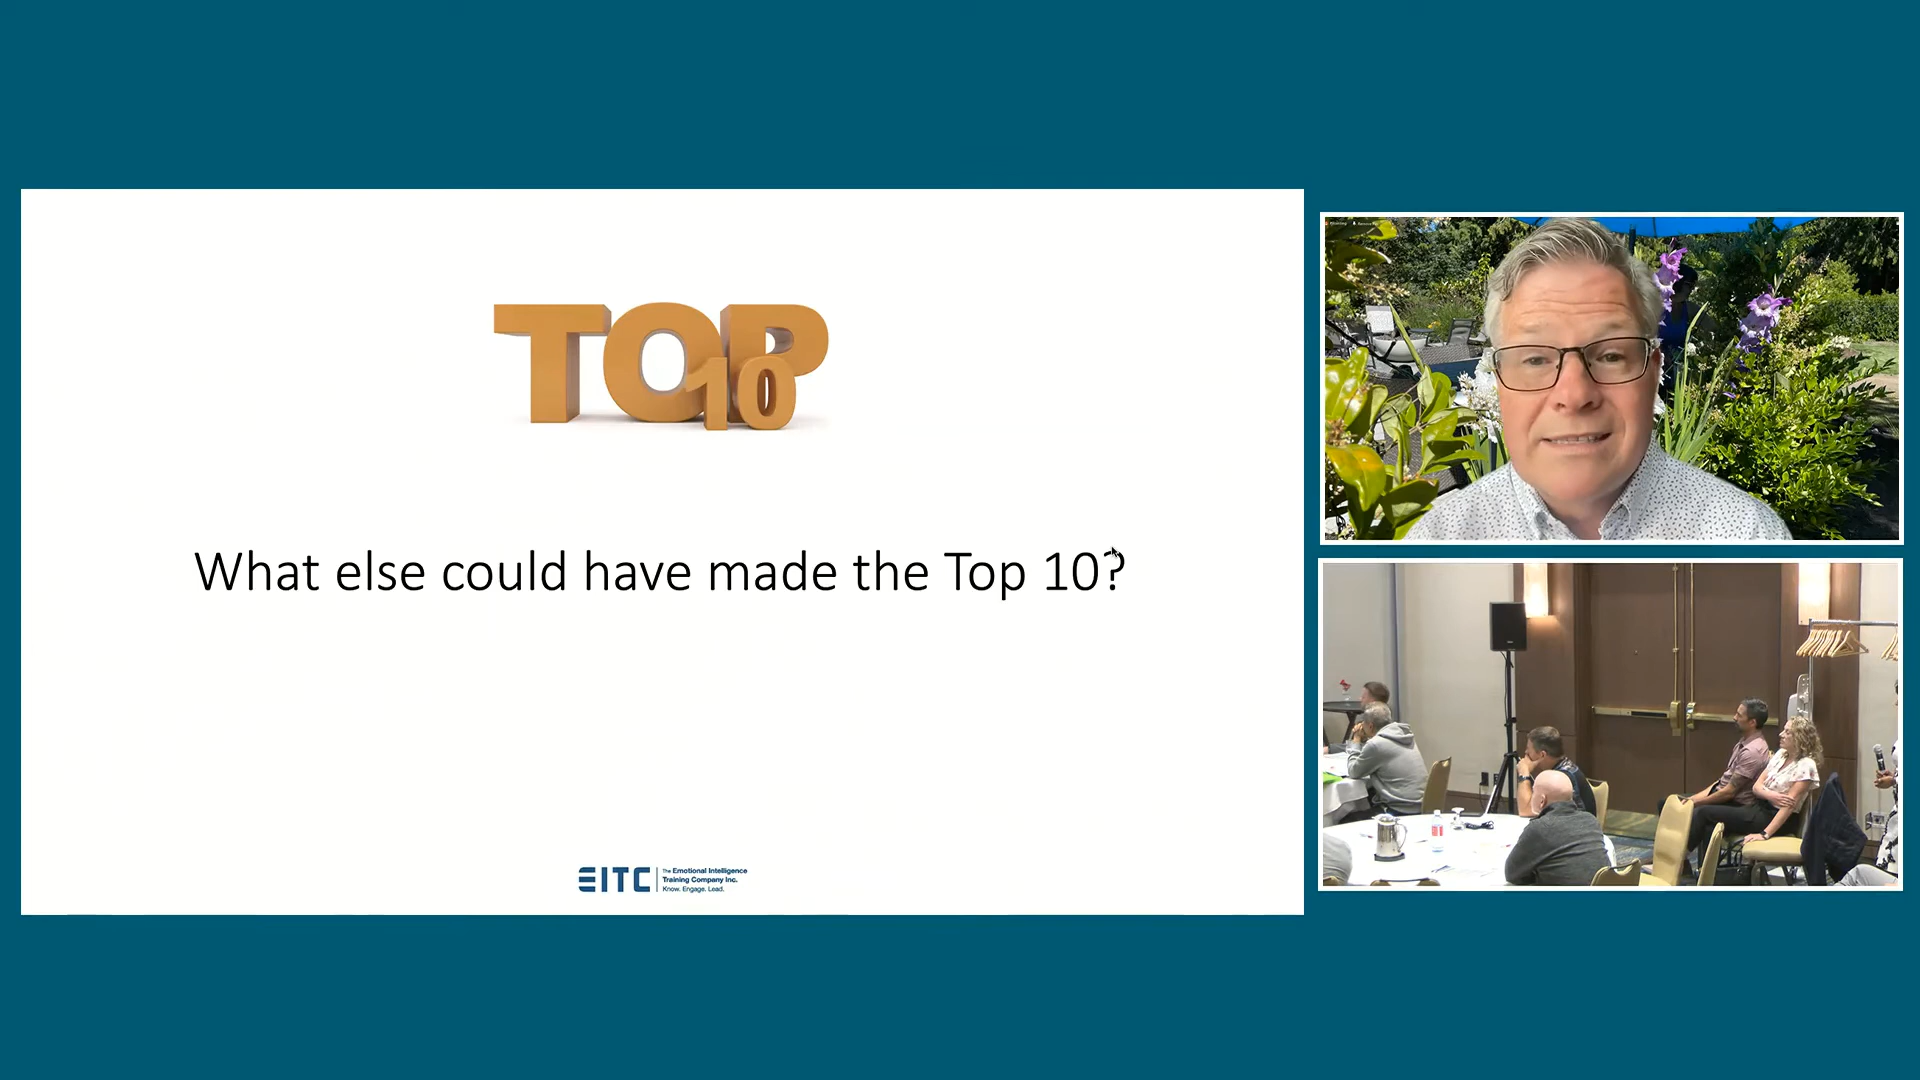 TOP
10
What else could have made the Top 10?
EITC
The Emotional Intelligence
Training Company Inc.
Know. Engage. Lead.